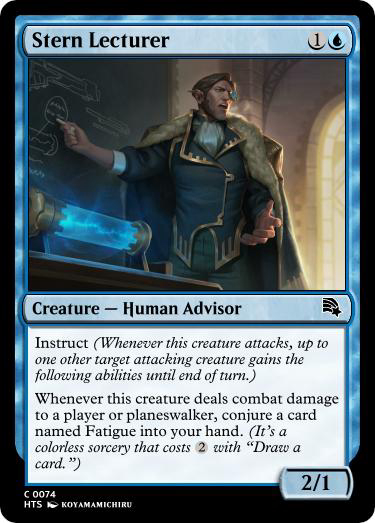 Stern Lecturer 1
Creature — Human Advisor
Instruct (Whenever this creature attacks, up to
one other target attacking creature gains the
following abilities until end of turn.)
Whenever this creature deals combat damage
to a player or planeswalker, conjure a card
named Fatigue into your hand. (It's a
colorless sorcery that costs 2 with “Draw a
card.”)
2/1
C 0074
HTS KOYAMAMICHIRU